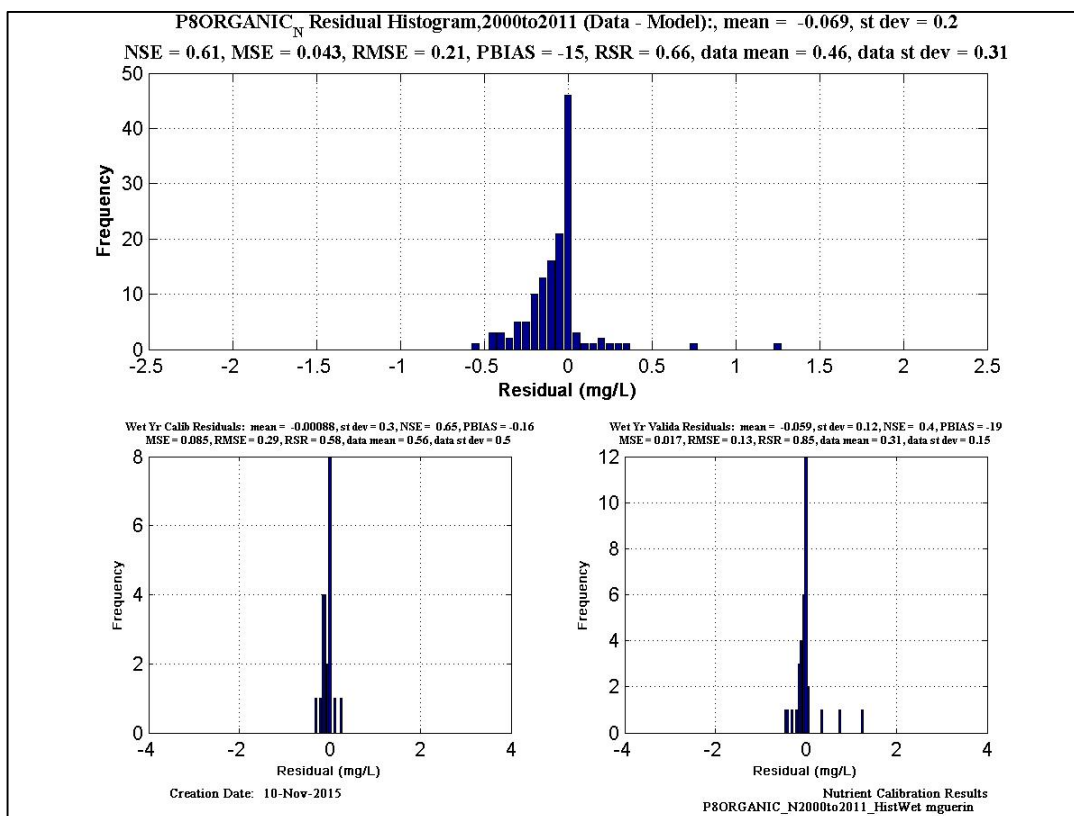 P8ORGANIC_N Residual Histogram,2000to2011 (Data - Model):, mean = -0.069, st dev = 0.2
NSE = 0.61, MSE = 0.043, RMSE = 0.21, PBIAS = -15, RSR = 0.66, data mean = 0.46, data st dev = 0.31
50
40
30
20
10
0
Frequency
-2.5 -2 -1.5 -1 -0.5 0 0.5 1 1.5 2 2.5
Residual (mg/L)
Wet Yr Calib Residuals: mean = -0.00088, st dev = 0.3, NSE = 0.65, PBIAS = -0.16
MSE = 0.085, RMSE = 0.29, RSR = 0.58, data mean = 0.56, data st dev = 0.5
8
6
4
2
0
Frequency
-4 -2 0 2 4
Residual (mg/L)
Wet Yr Valida Residuals: mean = -0.059, st dev = 0.12, NSE = 0.4, PBIAS = -19
MSE = 0.017, RMSE = 0.13, RSR = 0.85, data mean = 0.31, data st dev = 0.15
12
10
8
6
4
2
0
Frequency
-4 -2 0 2 4
Residual (mg/L)
Creation Date: 10-Nov-2015
Nutrient Calibration Results
P8ORGANIC_N2000to2011_HistWet mguerin